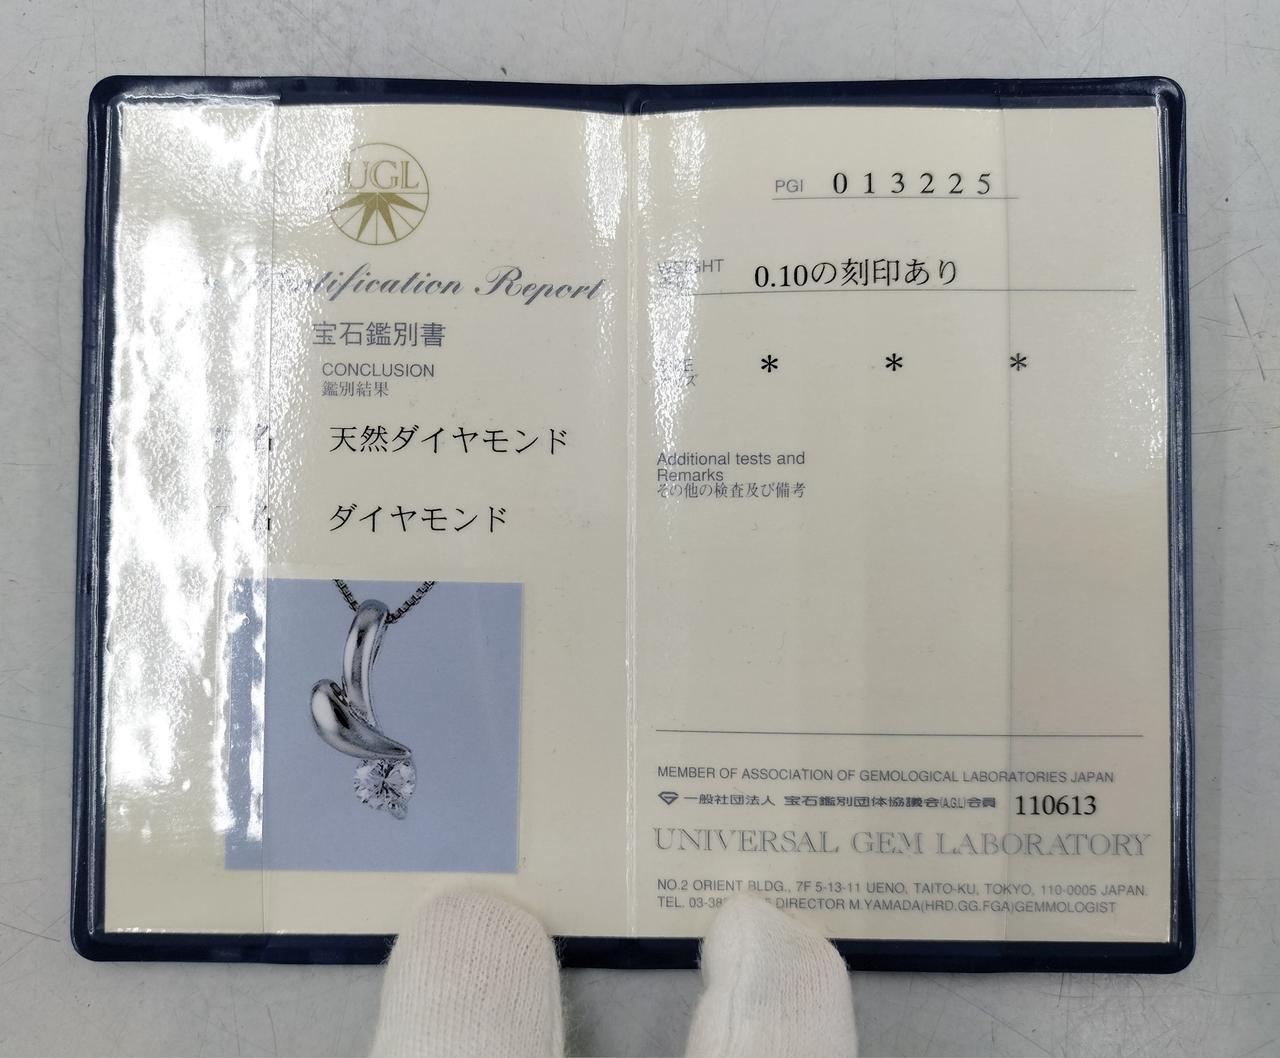 UGL
Identification Report
宝石鑑別書
CONCLUSION
鑑別結果
天然ダイヤモンド
ダイヤモンド
PGI 013225
WEIGHT 0.10の刻印あり
* * *
Additional tests and
Remarks
その他の検査及び備考
MEMBER OF ASSOCIATION OF GEMOLOGICAL LABORATORIES JAPAN
一般社団法人 宝石鑑別団体協議会(A.G.L)会員 110613
UNIVERSAL GEM LABORATORY
NO.2 ORIENT BLDG., 7F 5-13-11 UENO, TAITO-KU, TOKYO, 110-0005 JAPAN.
TEL. 03-38 DIRECTOR M.YAMADA(HRD.GG.FGA)GEMMOLOGIST